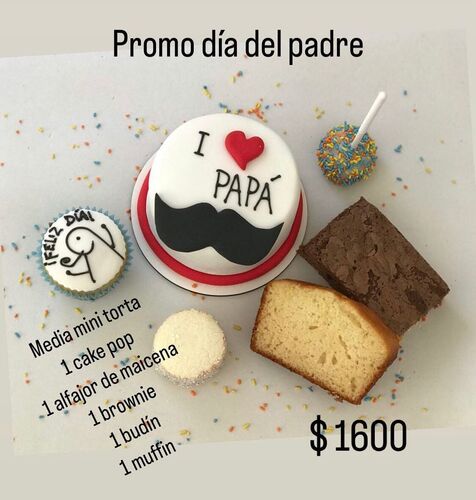 Promo día del padre
I ❤ PAPÁ
¡FELIZ DÍA!
Media mini torta
1 cake pop
1 alfajor de maicena
1 brownie
1 budín
1 muffin
$ 1600